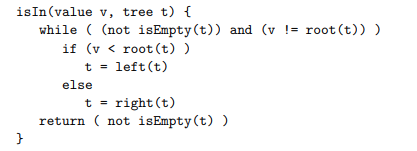 isIn(value v, tree t) {
   while ( (not isEmpty(t)) and (v != root(t)) )
      if (v < root(t) )
         t = left(t)
      else
         t = right(t)
   return ( not isEmpty(t) )
}